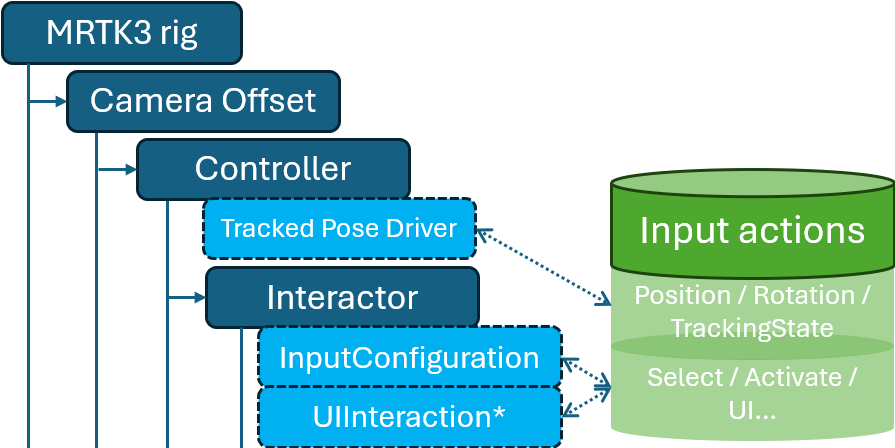 MRTK3 rig
Camera Offset
Controller
Tracked Pose Driver
Interactor
InputConfiguration
UIInteraction*
Input actions
Position / Rotation /
TrackingState
Select / Activate /
UI...